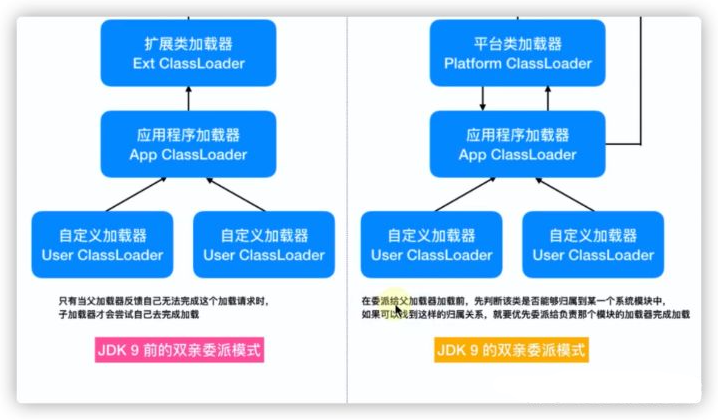 扩展类加载器
Ext ClassLoader
应用程序加载器
App ClassLoader
自定义加载器
User ClassLoader
自定义加载器
User ClassLoader
只有当父加载器反馈自己无法完成这个加载请求时，
子加载器才会尝试自己去完成加载
JDK 9 前的双亲委派模式
平台类加载器
Platform ClassLoader
应用程序加载器
App ClassLoader
自定义加载器
User ClassLoader
自定义加载器
User ClassLoader
在委派给父加载器加载前，先判断该类是否能够归属到某一个系统模块中，
如果可以找到这样的归属关系，就要优先委派给负责那个模块的加载器完成加载
JDK 9 的双亲委派模式